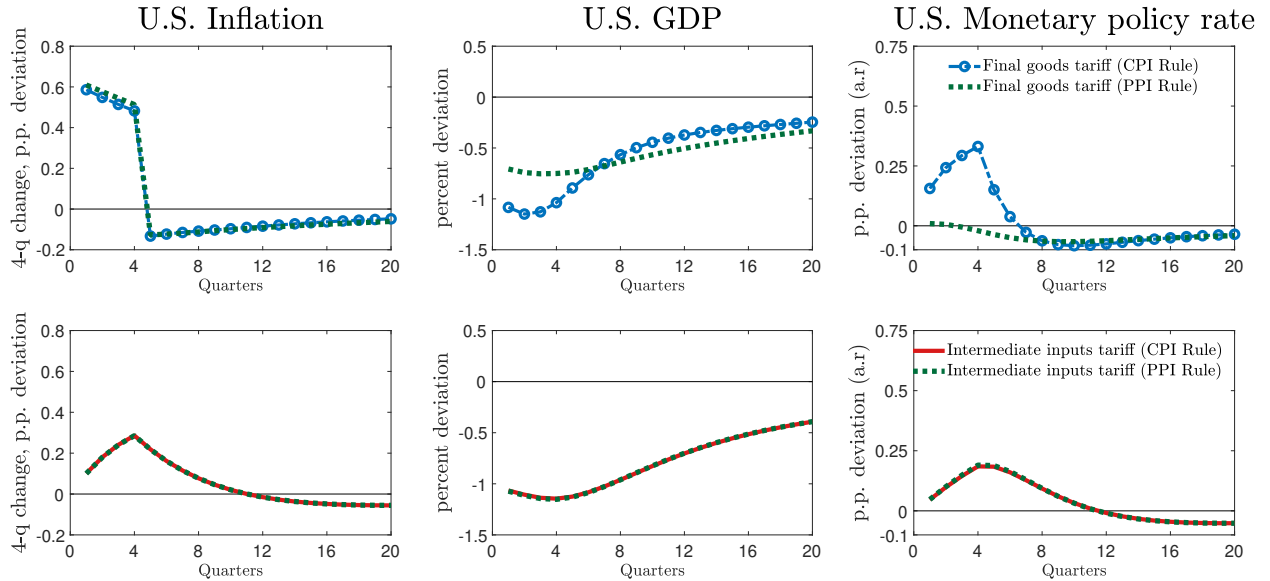 U.S. Inflation
4-q change, p.p. deviation
0.8
0.6
0.4
0.2
0
-0.2
0 4 8 12 16 20
Quarters
U.S. GDP
percent deviation
0.5
0
-0.5
-1
-1.5
0 4 8 12 16 20
Quarters
U.S. Monetary policy rate
p.p. deviation (a.r)
0.75
0.5
0.25
0
-0.1
Final goods tariff (CPI Rule)
Final goods tariff (PPI Rule)
0 4 8 12 16 20
Quarters
4-q change, p.p. deviation
0.8
0.6
0.4
0.2
0
-0.2
0 4 8 12 16 20
Quarters
percent deviation
0.5
0
-0.5
-1
-1.5
0 4 8 12 16 20
Quarters
p.p. deviation (a.r)
0.75
0.5
0.25
0
-0.1
Intermediate inputs tariff (CPI Rule)
Intermediate inputs tariff (PPI Rule)
0 4 8 12 16 20
Quarters